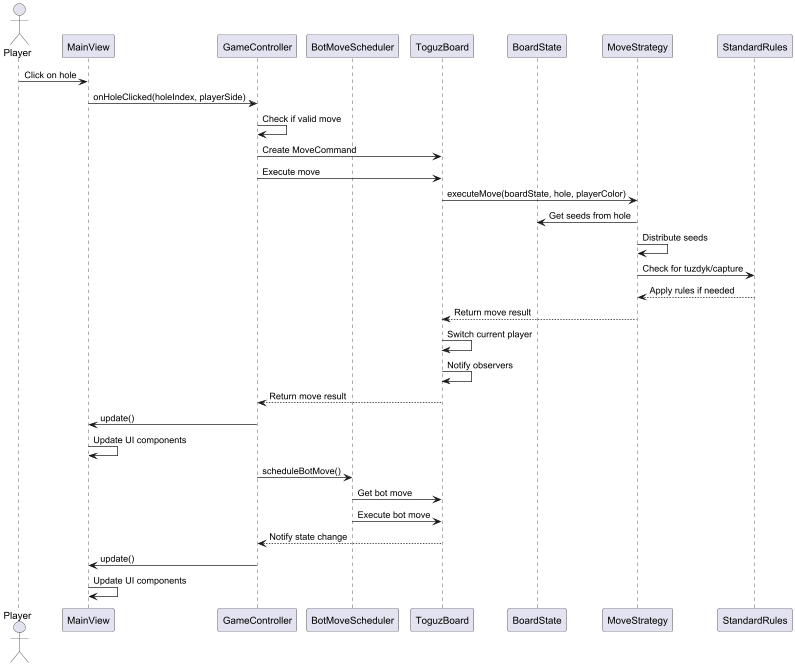 Player
MainView
GameController
BotMoveScheduler
ToguzBoard
BoardState
MoveStrategy
StandardRules
Click on hole
onHoleClicked(holeIndex, playerSide)
Check if valid move
Create MoveCommand
Execute move
executeMove(boardState, hole, playerColor)
Get seeds from hole
Distribute seeds
Check for tuzdyk/capture
Apply rules if needed
Return move result
Switch current player
Notify observers
Return move result
update()
Update UI components
scheduleBotMove()
Get bot move
Execute bot move
Notify state change
update()
Update UI components
Player
MainView
GameController
BotMoveScheduler
ToguzBoard
BoardState
MoveStrategy
StandardRules